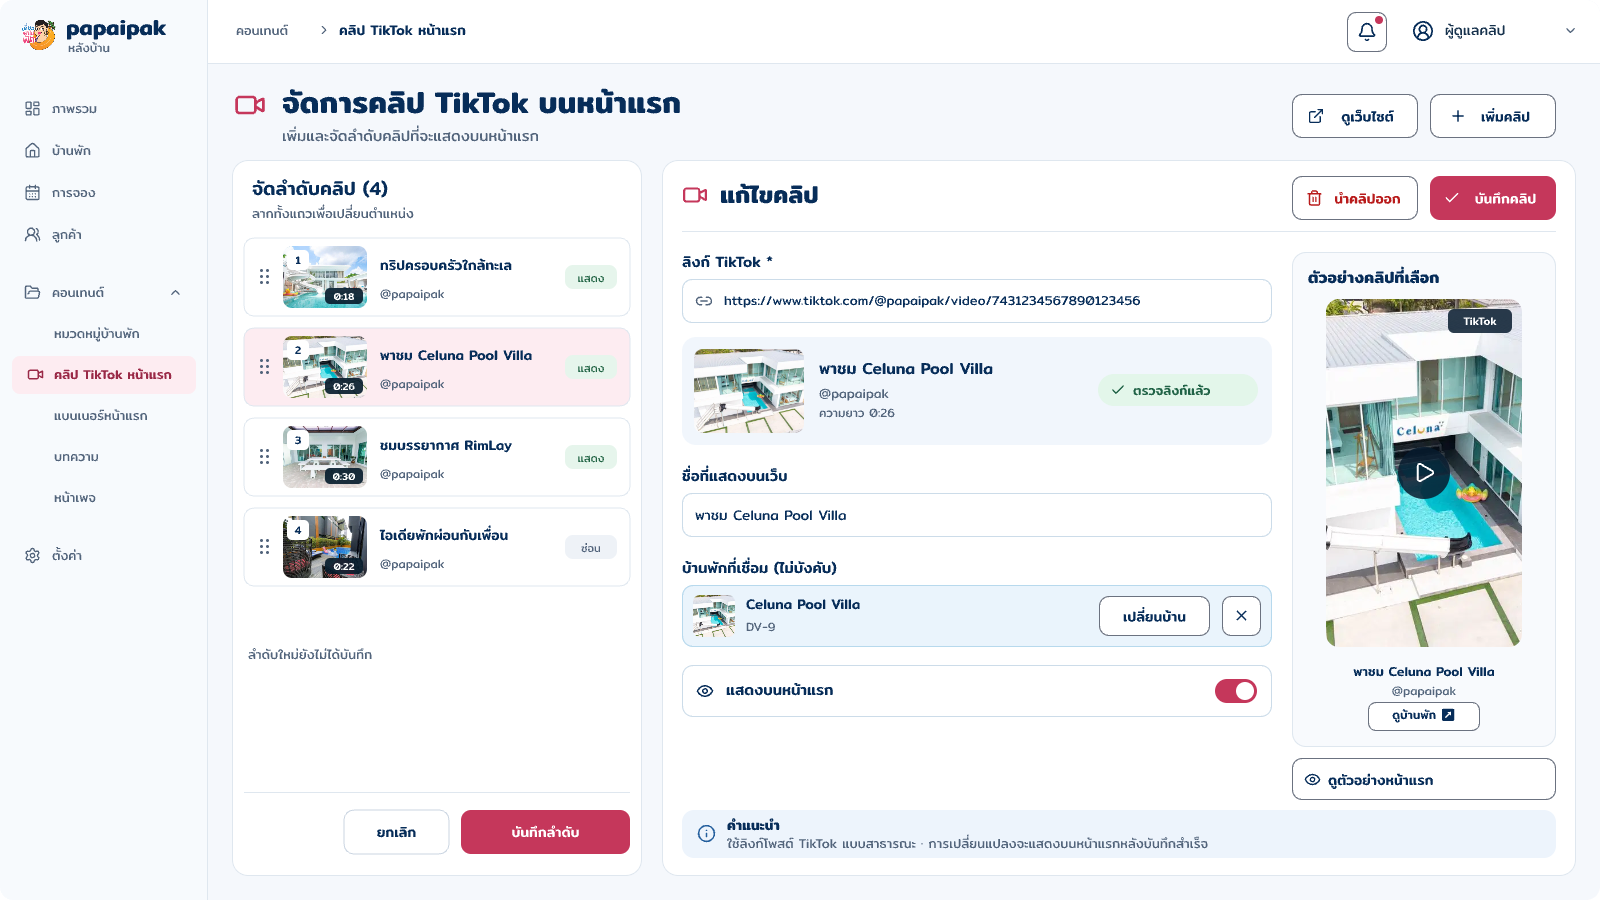 papaipak
หลังบ้าน
ภาพรวม
บ้านพัก
การจอง
ลูกค้า
คอนเทนต์
หมวดหมู่บ้านพัก
คลิป TikTok หน้าแรก
แบนเนอร์หน้าแรก
บทความ
หน้าเพจ
ตั้งค่า
คอนเทนต์ > คลิป TikTok หน้าแรก
ผู้ดูแลคลิป
จัดการคลิป TikTok บนหน้าแรก
เพิ่มและจัดลำดับคลิปที่จะแสดงบนหน้าแรก
ดูเว็บไซต์
เพิ่มคลิป
จัดลำดับคลิป (4)
ลากทั้งแถวเพื่อเปลี่ยนตำแหน่ง
1
0:18
ทริปครอบครัวใกล้ทะเล
@papaipak
แสดง
2
0:26
พาชม Celuna Pool Villa
@papaipak
แสดง
3
0:30
ชมบรรยากาศ RimLay
@papaipak
แสดง
4
0:22
ไอเดียพักผ่อนกับเพื่อน
@papaipak
ซ่อน
ลำดับใหม่ยังไม่ได้บันทึก
ยกเลิก
บันทึกลำดับ
แก้ไขคลิป
นำคลิปออก
บันทึกคลิป
ลิงก์ TikTok *
https://www.tiktok.com/@papaipak/video/7431234567890123456
พาชม Celuna Pool Villa
@papaipak
ความยาว 0:26
ตรวจลิงก์แล้ว
ชื่อที่แสดงบนเว็บ
พาชม Celuna Pool Villa
บ้านพักที่เชื่อม (ไม่บังคับ)
Celuna Pool Villa
DV-9
เปลี่ยนบ้าน
แสดงบนหน้าแรก
ตัวอย่างคลิปที่เลือก
TikTok
Celuna
พาชม Celuna Pool Villa
@papaipak
ดูบ้านพัก
ดูตัวอย่างหน้าแรก
คำแนะนำ
ใช้ลิงก์โพสต์ TikTok แบบสาธารณะ · การเปลี่ยนแปลงจะแสดงบนหน้าแรกหลังบันทึกสำเร็จ